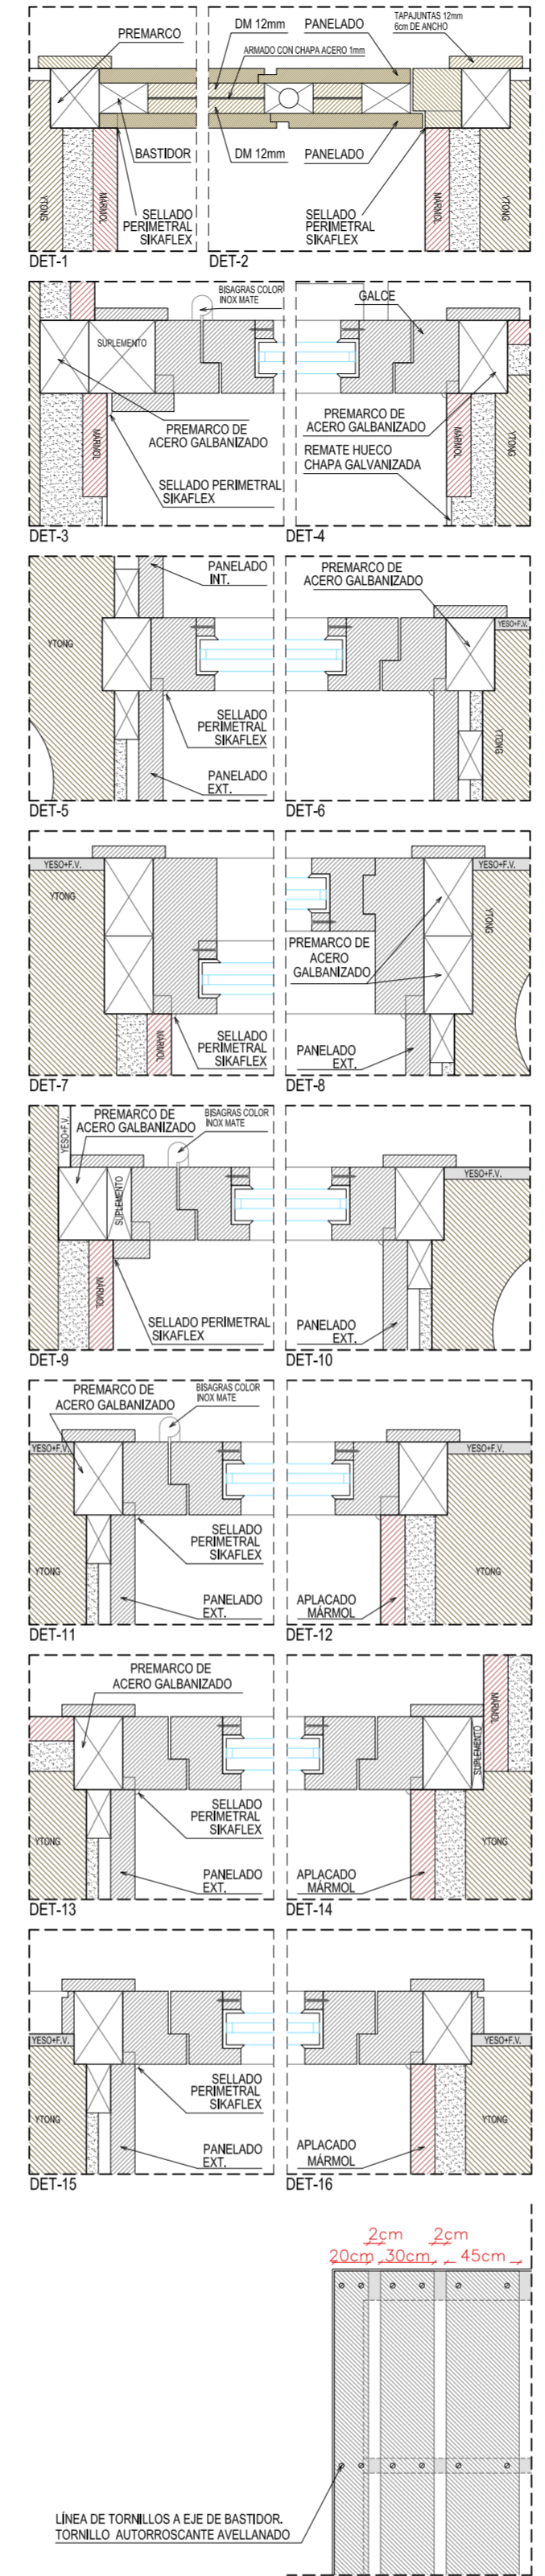 PREMARCO
DM 12mm
PANELADO
TAPAJUNTAS 12mm
6cm DE ANCHO
ARMADO CON CHAPA ACERO 1mm
BASTIDOR
DM 12mm
PANELADO
YTONG
MÁRMOL
SELLADO
PERIMETRAL
SIKAFLEX
SELLADO
PERIMETRAL
SIKAFLEX
MÁRMOL
YTONG
DET-1
DET-2
BISAGRAS COLOR
INOX MATE
GALCE
SUPLEMENTO
PREMARCO DE
ACERO GALBANIZADO
PREMARCO DE
ACERO GALBANIZADO
MÁRMOL
REMATE HUECO
CHAPA GALVANIZADA
MÁRMOL
YTONG
SELLADO PERIMETRAL
SIKAFLEX
DET-3
DET-4
PANELADO
INT.
PREMARCO DE
ACERO GALBANIZADO
YESO+F.V.
YTONG
SELLADO
PERIMETRAL
SIKAFLEX
YTONG
PANELADO
EXT.
DET-5
DET-6
YESO+F.V.
YESO+F.V.
YTONG
YTONG
PREMARCO DE
ACERO
GALBANIZADO
MÁRMOL
SELLADO
PERIMETRAL
SIKAFLEX
PANELADO
EXT.
DET-7
DET-8
YESO+F.V.
PREMARCO DE
ACERO GALBANIZADO
BISAGRAS COLOR
INOX MATE
YESO+F.V.
SUPLEMENTO
MÁRMOL
SELLADO PERIMETRAL
SIKAFLEX
PANELADO
EXT.
DET-9
DET-10
PREMARCO DE
ACERO GALBANIZADO
BISAGRAS COLOR
INOX MATE
YESO+F.V.
YESO+F.V.
SELLADO
PERIMETRAL
SIKAFLEX
YTONG
YTONG
PANELADO
EXT.
APLACADO
MÁRMOL
DET-11
DET-12
PREMARCO DE
ACERO GALBANIZADO
MÁRMOL
SUPLEMENTO
SELLADO
PERIMETRAL
SIKAFLEX
YTONG
YTONG
PANELADO
EXT.
APLACADO
MÁRMOL
DET-13
DET-14
YESO+F.V.
YESO+F.V.
SELLADO
PERIMETRAL
SIKAFLEX
YTONG
YTONG
PANELADO
EXT.
APLACADO
MÁRMOL
DET-15
DET-16
2cm 2cm
20cm 30cm 45cm
LÍNEA DE TORNILLOS A EJE DE BASTIDOR.
TORNILLO AUTORROSCANTE AVELLANADO